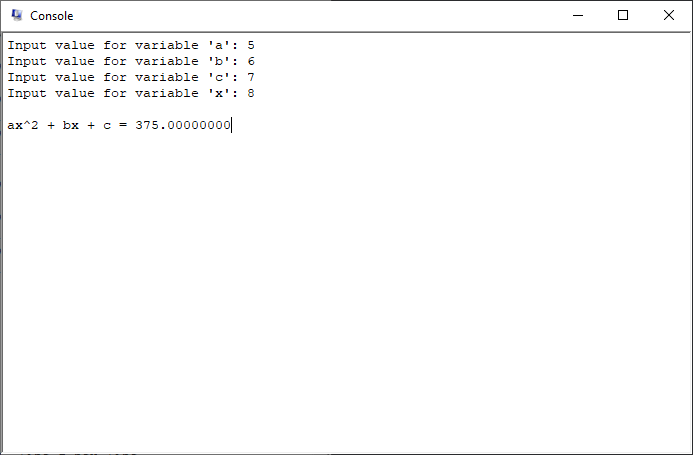 Console
Input value for variable 'a': 5
Input value for variable 'b': 6
Input value for variable 'c': 7
Input value for variable 'x': 8
ax^2 + bx + c = 375.00000000